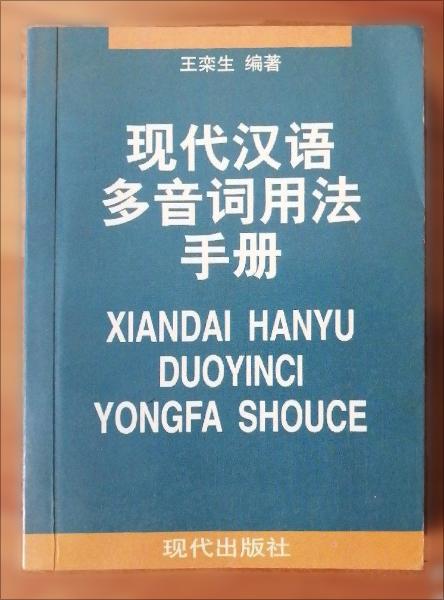 王栾生 编著
现代汉语
多音词用法
手册
XIANDAI HANYU
DUOYINCI
YONGFA SHOUCE
现代出版社